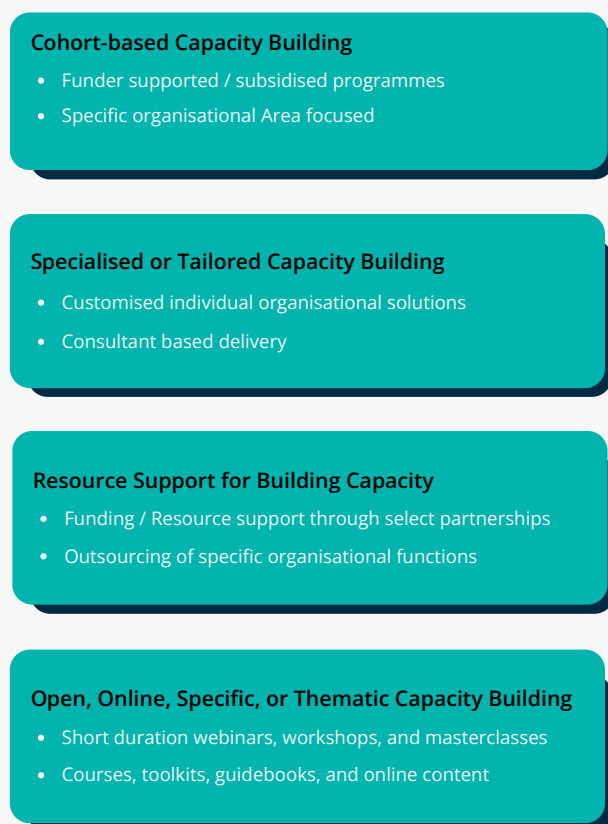 Cohort-based Capacity Building
• Funder supported / subsidised programmes
• Specific organisational Area focused
Specialised or Tailored Capacity Building
• Customised individual organisational solutions
• Consultant based delivery
Resource Support for Building Capacity
• Funding / Resource support through select partnerships
• Outsourcing of specific organisational functions
Open, Online, Specific, or Thematic Capacity Building
• Short duration webinars, workshops, and masterclasses
• Courses, toolkits, guidebooks, and online content